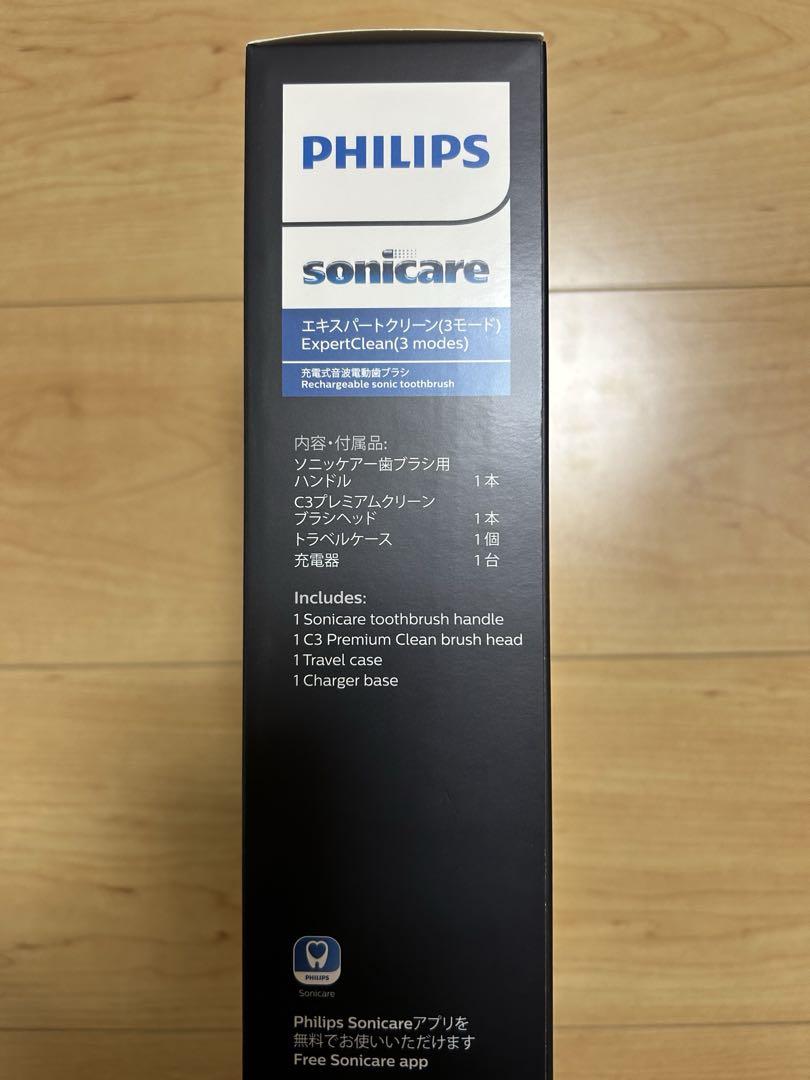 PHILIPS
sonicare
エキスパートクリーン(3モード)
ExpertClean(3 modes)
充電式音波電動歯ブラシ
Rechargeable sonic toothbrush
内容・付属品:
ソニッケアー歯ブラシ用
ハンドル 1本
C3プレミアムクリーン
ブラシヘッド 1本
トラベルケース 1個
充電器 1台
Includes:
1 Sonicare toothbrush handle
1 C3 Premium Clean brush head
1 Travel case
1 Charger base
PHILIPS
Sonicare
Philips Sonicareアプリを
無料でお使いいただけます
Free Sonicare app